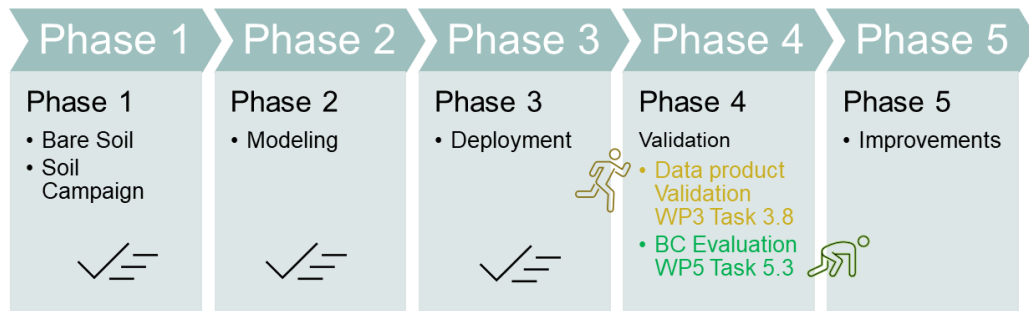 Phase 1
Phase 2
Phase 3
Phase 4
Phase 5
Phase 1
• Bare Soil
• Soil
Campaign
Phase 2
• Modeling
Phase 3
• Deployment
Phase 4
Validation
• Data product
Validation
WP3 Task 3.8
• BC Evaluation
WP5 Task 5.3
Phase 5
• Improvements